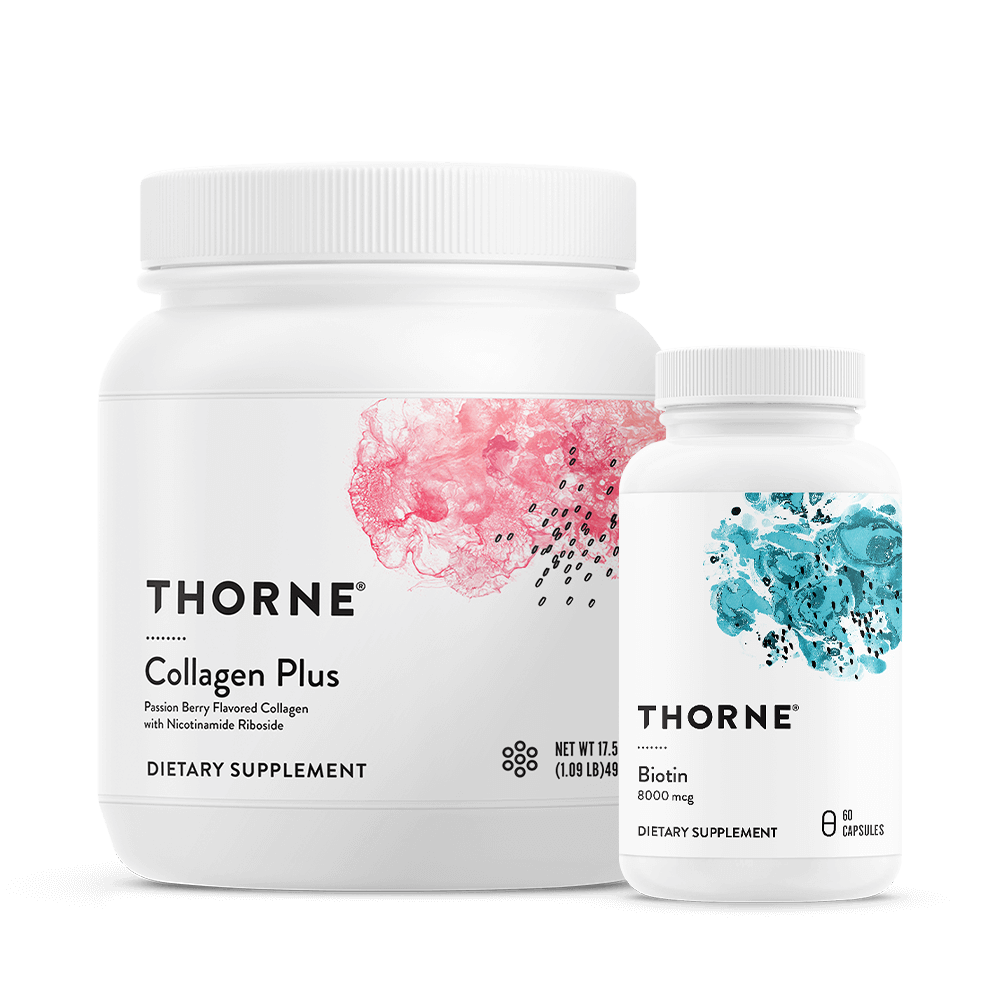 THORNE®
Collagen Plus
Passion Berry Flavored Collagen
with Nicotinamide Riboside
DIETARY SUPPLEMENT
NET WT 17.5
(1.09 LB)49
THORNE®
Biotin
8000 mcg
DIETARY SUPPLEMENT
60
CAPSULES